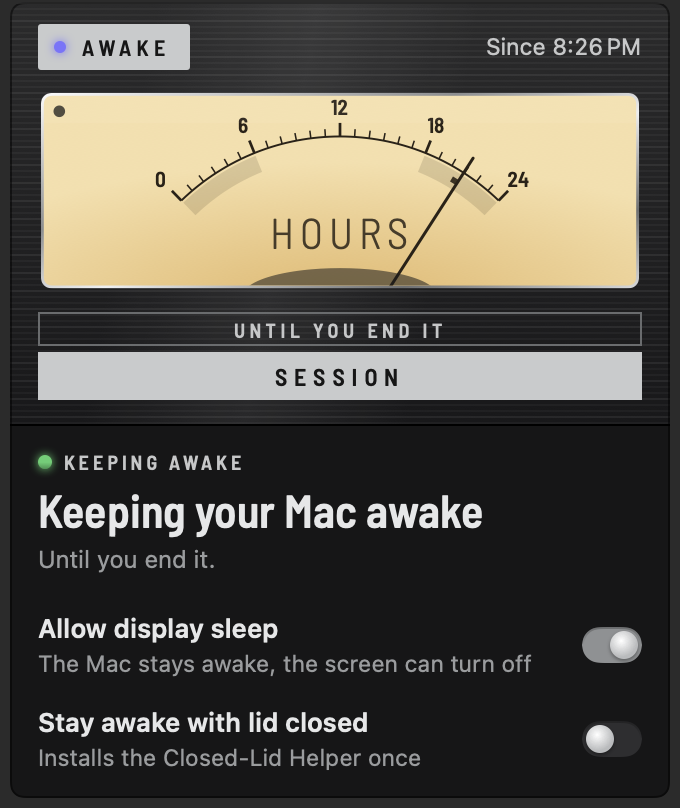 AWAKE
Since 8:26 PM
0 6 12 18 24
HOURS
UNTIL YOU END IT
SESSION
KEEPING AWAKE
Keeping your Mac awake
Until you end it.
Allow display sleep
The Mac stays awake, the screen can turn off
Stay awake with lid closed
Installs the Closed-Lid Helper once